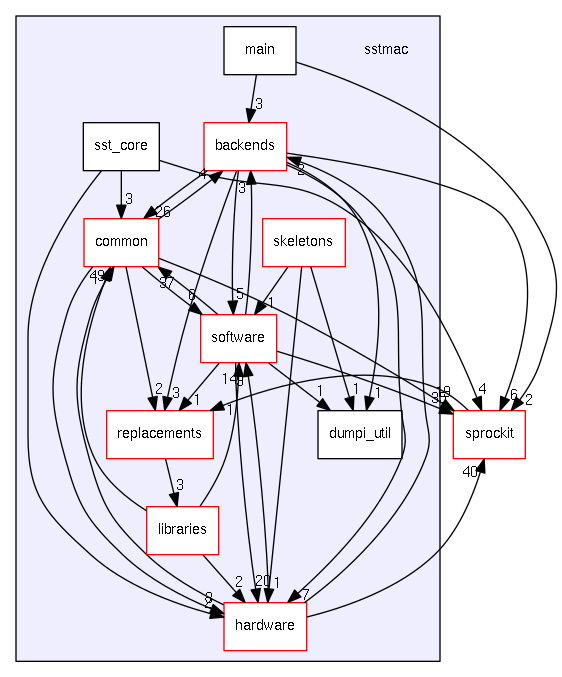 main
sstmac
3
sst_core
backends
4
2
3
26
3
common
skeletons
49
1
37
6
5
1
software
2
3
1
1
1
1
1
4
6
2
replacements
dumpi_util
sprockit
3
40
libraries
2
20
1
7
2
hardware